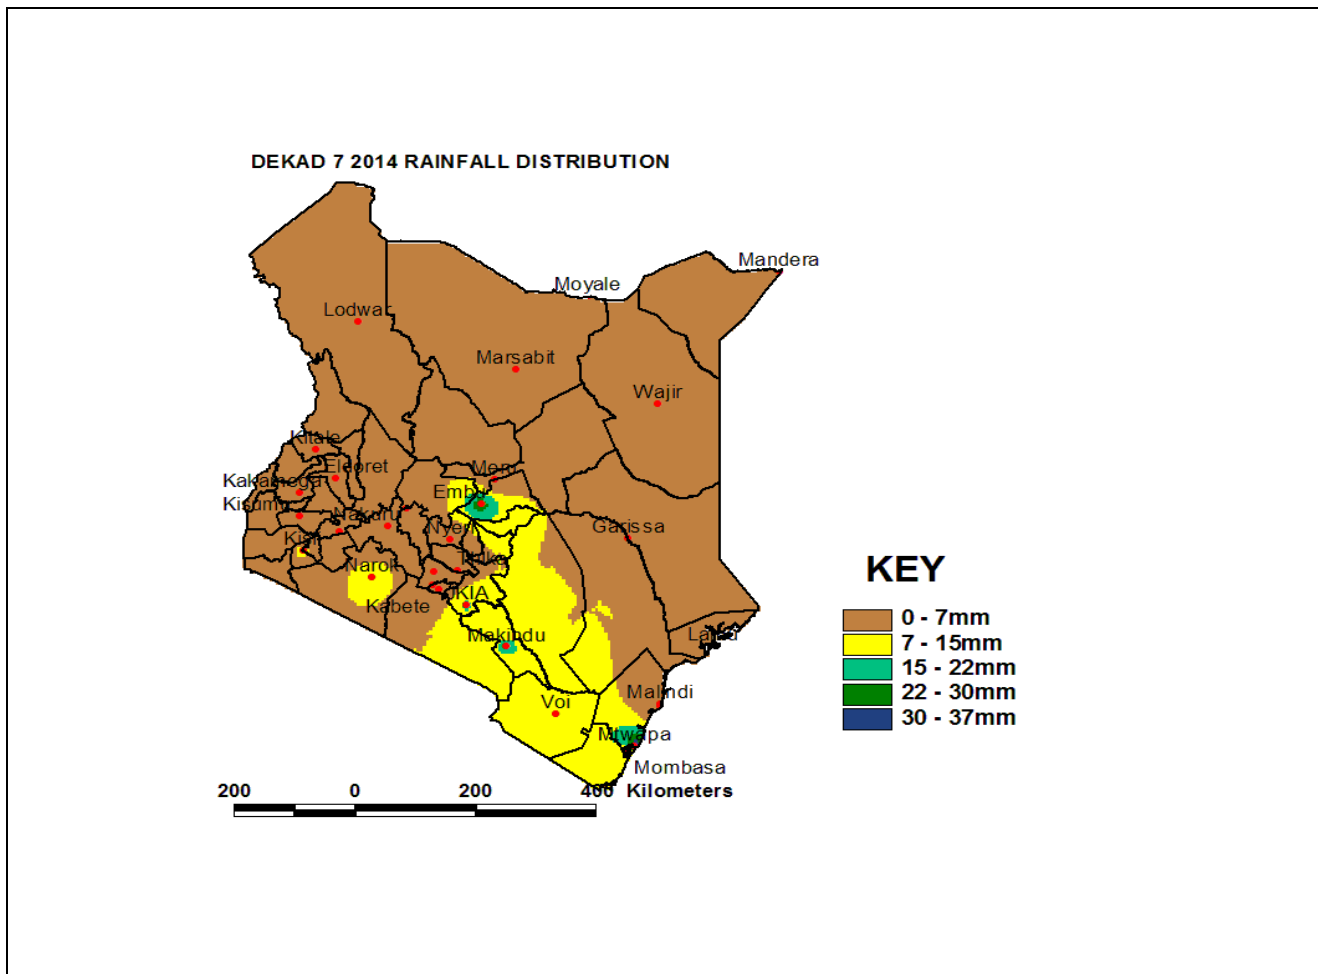 DEKAD 7 2014 RAINFALL DISTRIBUTION
Mandera
Moyale
Lodwar
Marsabit
Wajir
Kitale
Eldoret
Meru
Kakamega
Embu
Kisumu
Nakuru
Nyeri
Garissa
Kisii
Thika
Narok
JKIA
Kabete
Makindu
Lamu
Malindi
Voi
Mtwapa
Mombasa
KEY
0 - 7mm
7 - 15mm
15 - 22mm
22 - 30mm
30 - 37mm
200 0 200 400 Kilometers